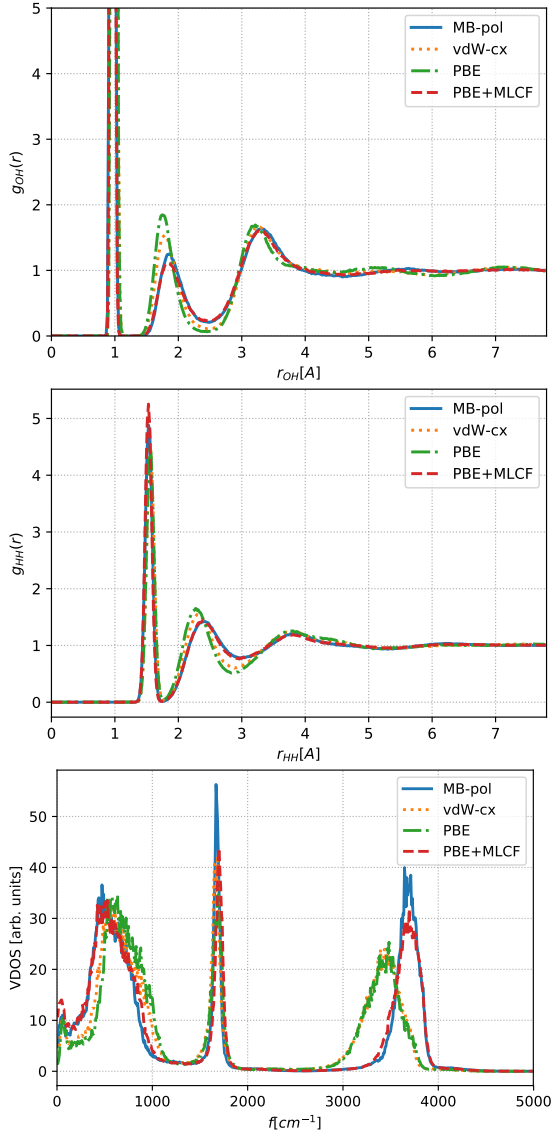 5
4
3
2
1
0
g_OH(r)
MB-pol
vdW-cx
PBE
PBE+MLCF
0 1 2 3 4 5 6 7
r_OH[A]
5
4
3
2
1
0
g_HH(r)
MB-pol
vdW-cx
PBE
PBE+MLCF
0 1 2 3 4 5 6 7
r_HH[A]
50
40
30
20
10
0
VDOS [arb. units]
MB-pol
vdW-cx
PBE
PBE+MLCF
0 1000 2000 3000 4000 5000
f[cm⁻¹]